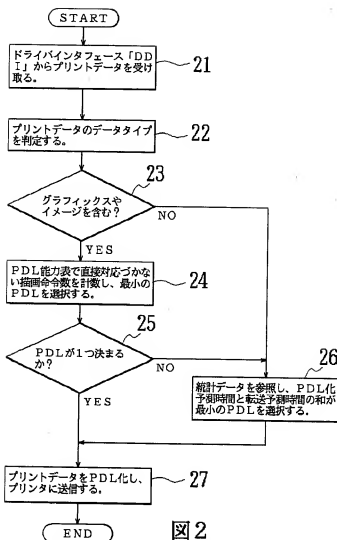 START
ドライバインタフェース「DD
I」からプリントデータを受け
取る。
21
プリントデータのデータタイプ
を判定する。
22
23
グラフィックスや
イメージを含む？
NO
YES
PDL能力表で直接対応づかな
い描画命令数を計数し、最小の
PDLを選択する。
24
25
PDLが1つ決まる
か？
NO
YES
26
統計データを参照し、PDL化
予測時間と転送予測時間の和が
最小のPDLを選択する。
プリントデータをPDL化し、
プリンタに送信する。
27
END
図2